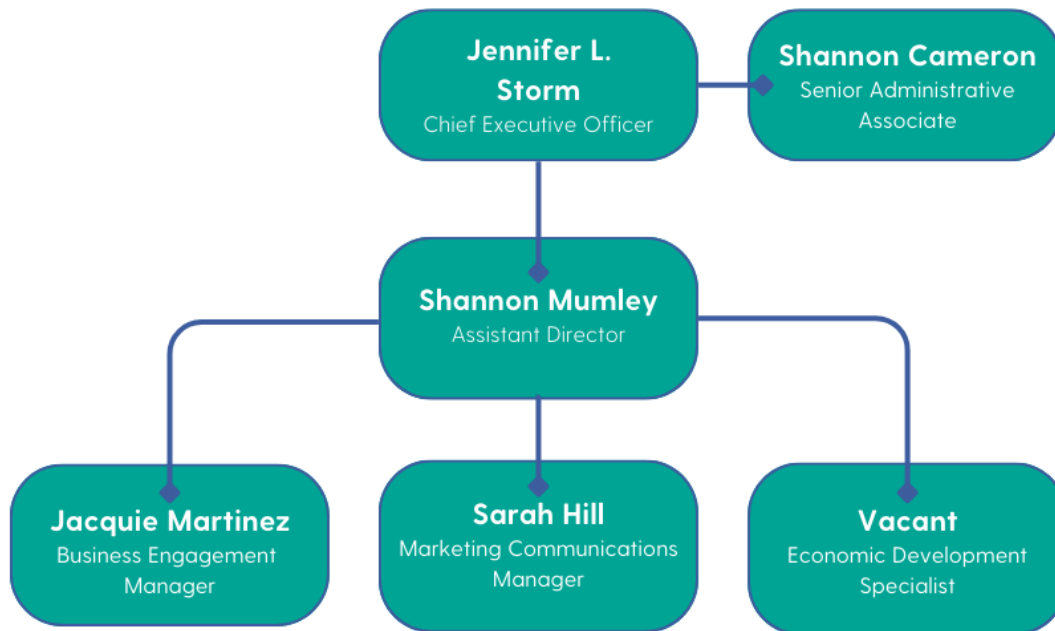 Jennifer L.
Storm
Chief Executive Officer
Shannon Cameron
Senior Administrative
Associate
Shannon Mumley
Assistant Director
Jacquie Martinez
Business Engagement
Manager
Sarah Hill
Marketing Communications
Manager
Vacant
Economic Development
Specialist